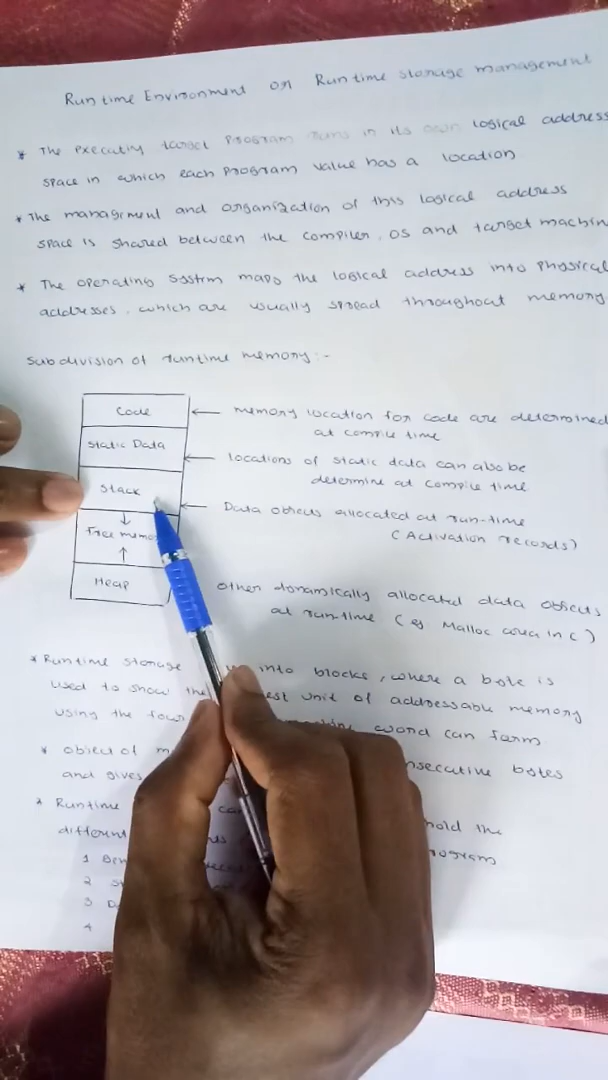 Runtime Environment or Runtime storage management
* The executing target program runs in its own logical address
space in which each program value has a location
* The management and organization of this logical address
space is shared between the compiler, OS and target machin
* The operating system maps the logical address into physical
addresses, which are usually spread throughout memory
Subdivision of runtime memory:-
Code
memory location for code are determined
at compile time
Static Data
locations of static data can also be
determine at compile time
Stack
Data objects allocated at run-time
(Activation records)
Free memo
Heap
other dynamically allocated data objects
at run-time (eg Malloc area in C)
* Runtime storage into blocks, where a byte is
used to show the unit of addressable memory
using the four word can form
* object of consecutive bytes
and gives
* Runtime hold the
different program
1
2
3
4